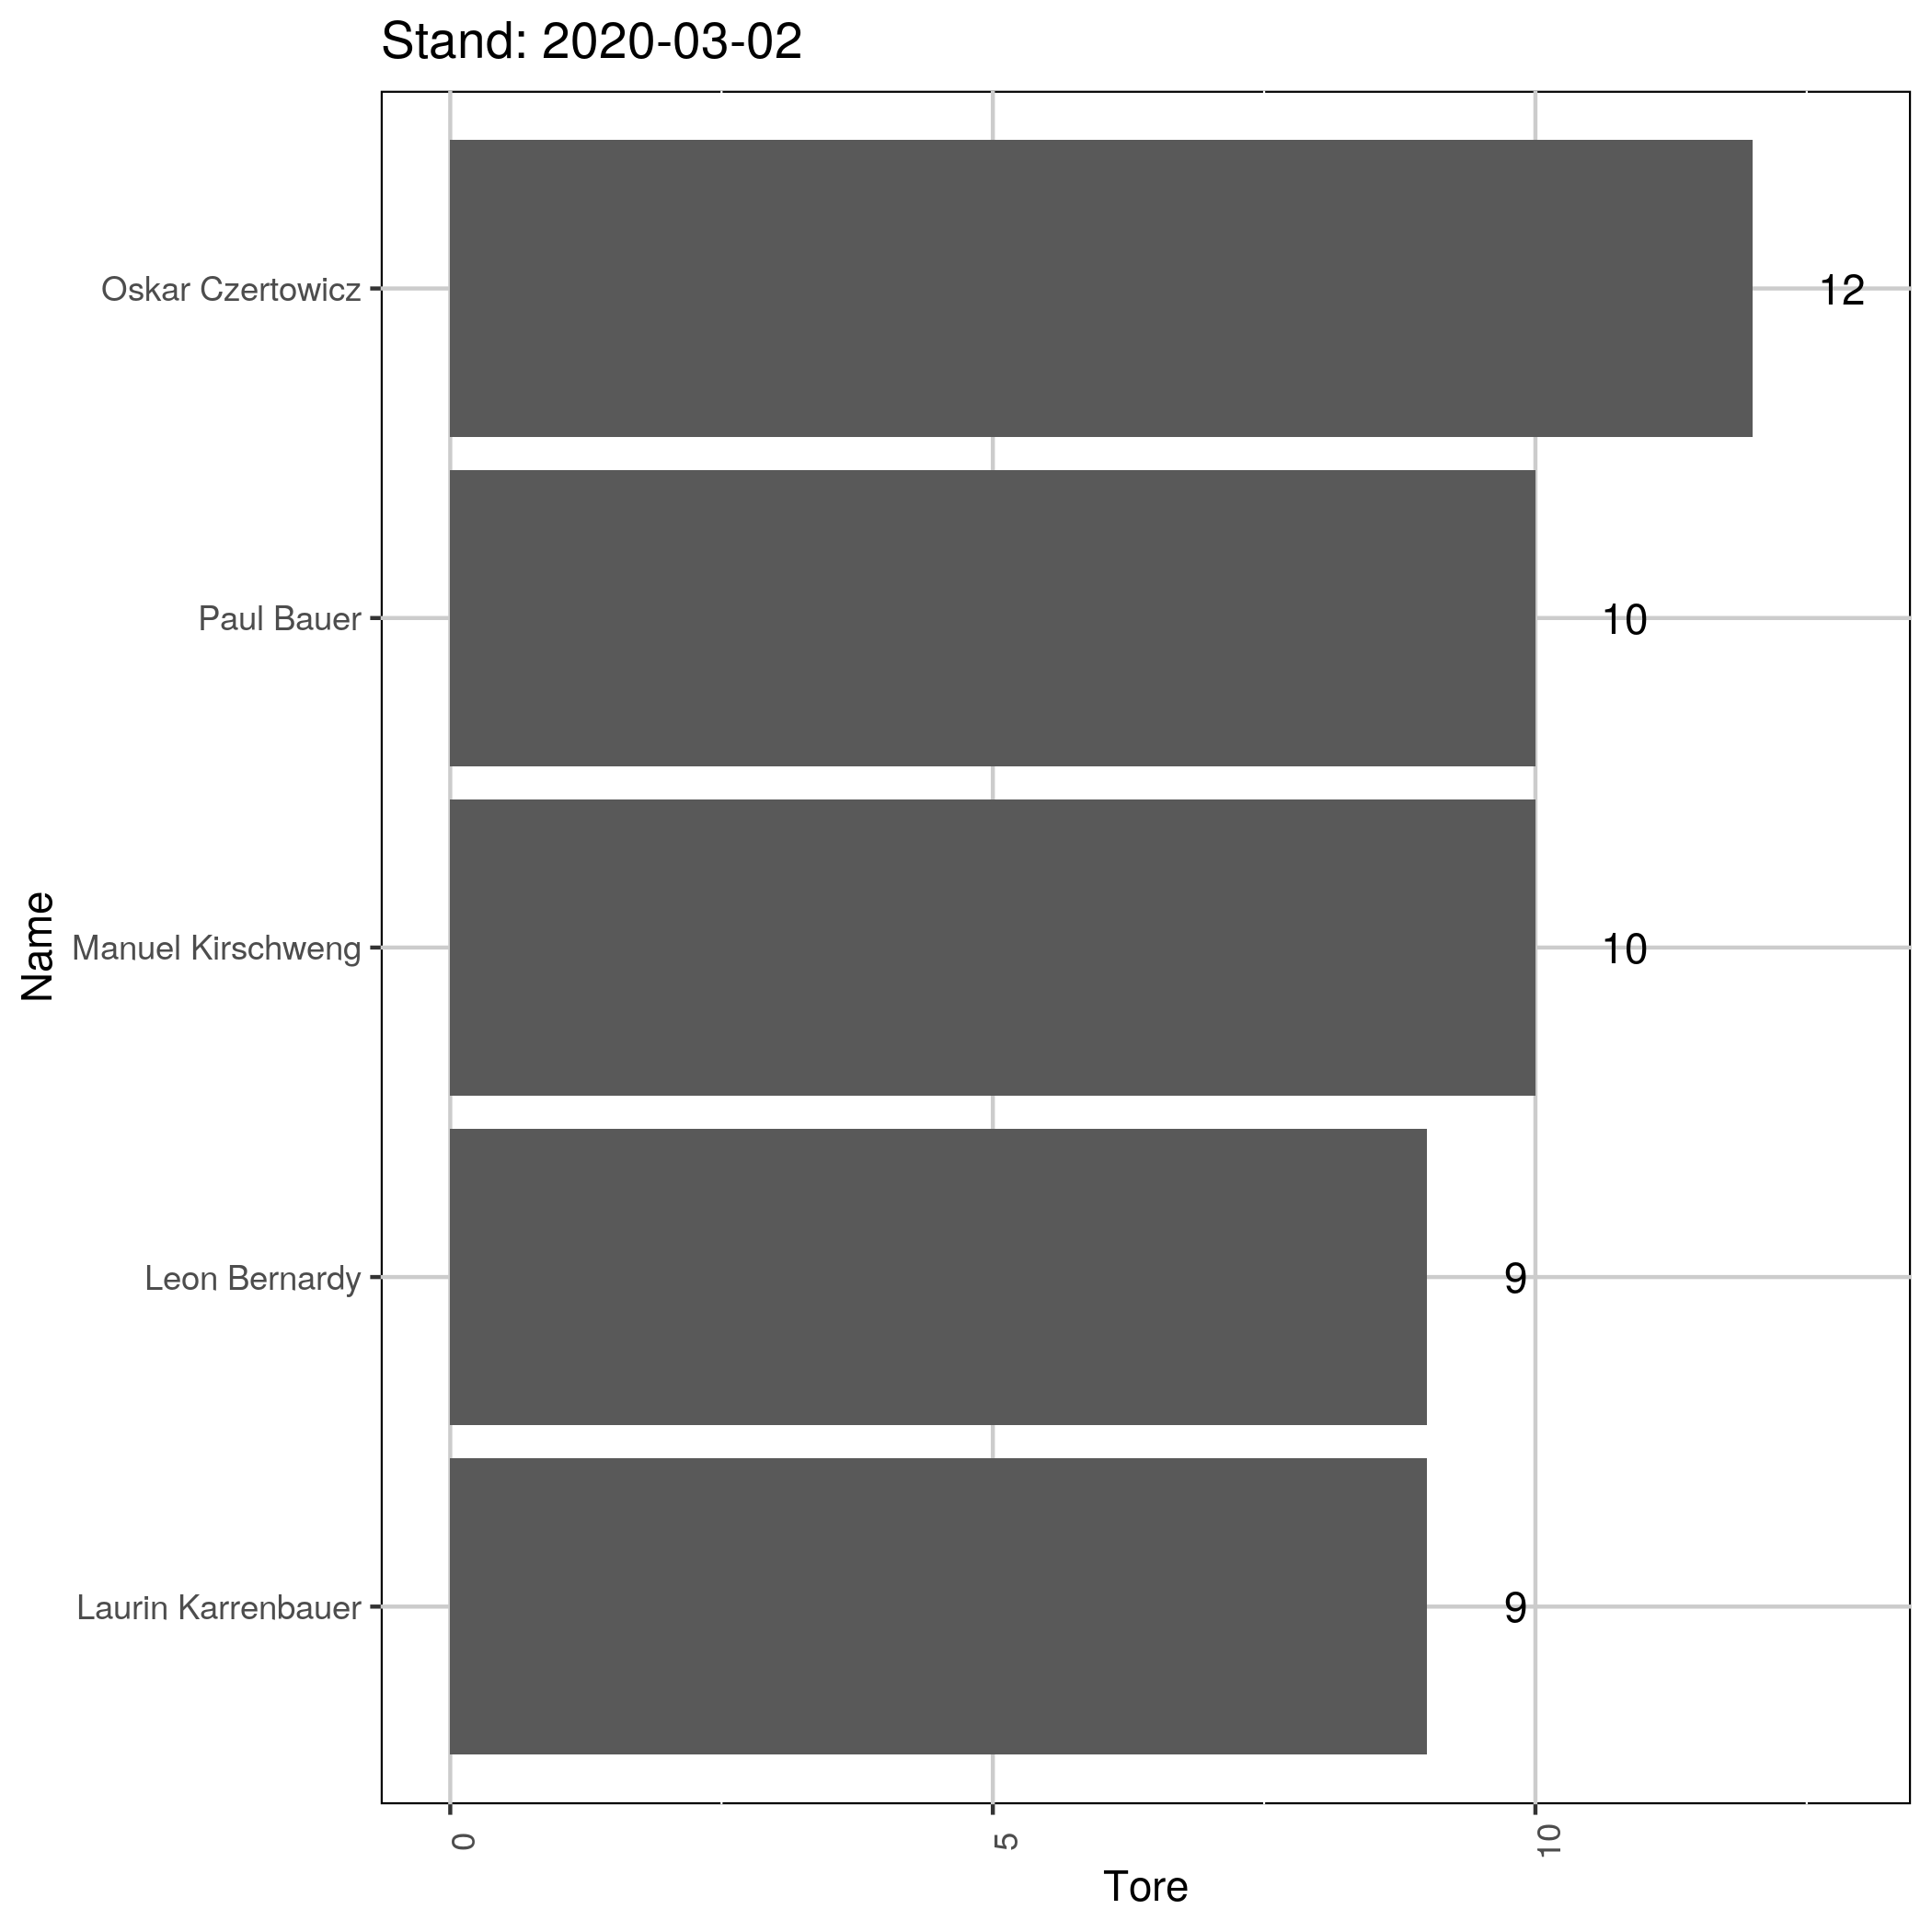 Stand: 2020-03-02
Oskar Czertowicz
12
Paul Bauer
10
Name
Manuel Kirschweng
10
Leon Bernardy
9
Laurin Karrenbauer
9
0
5
10
Tore